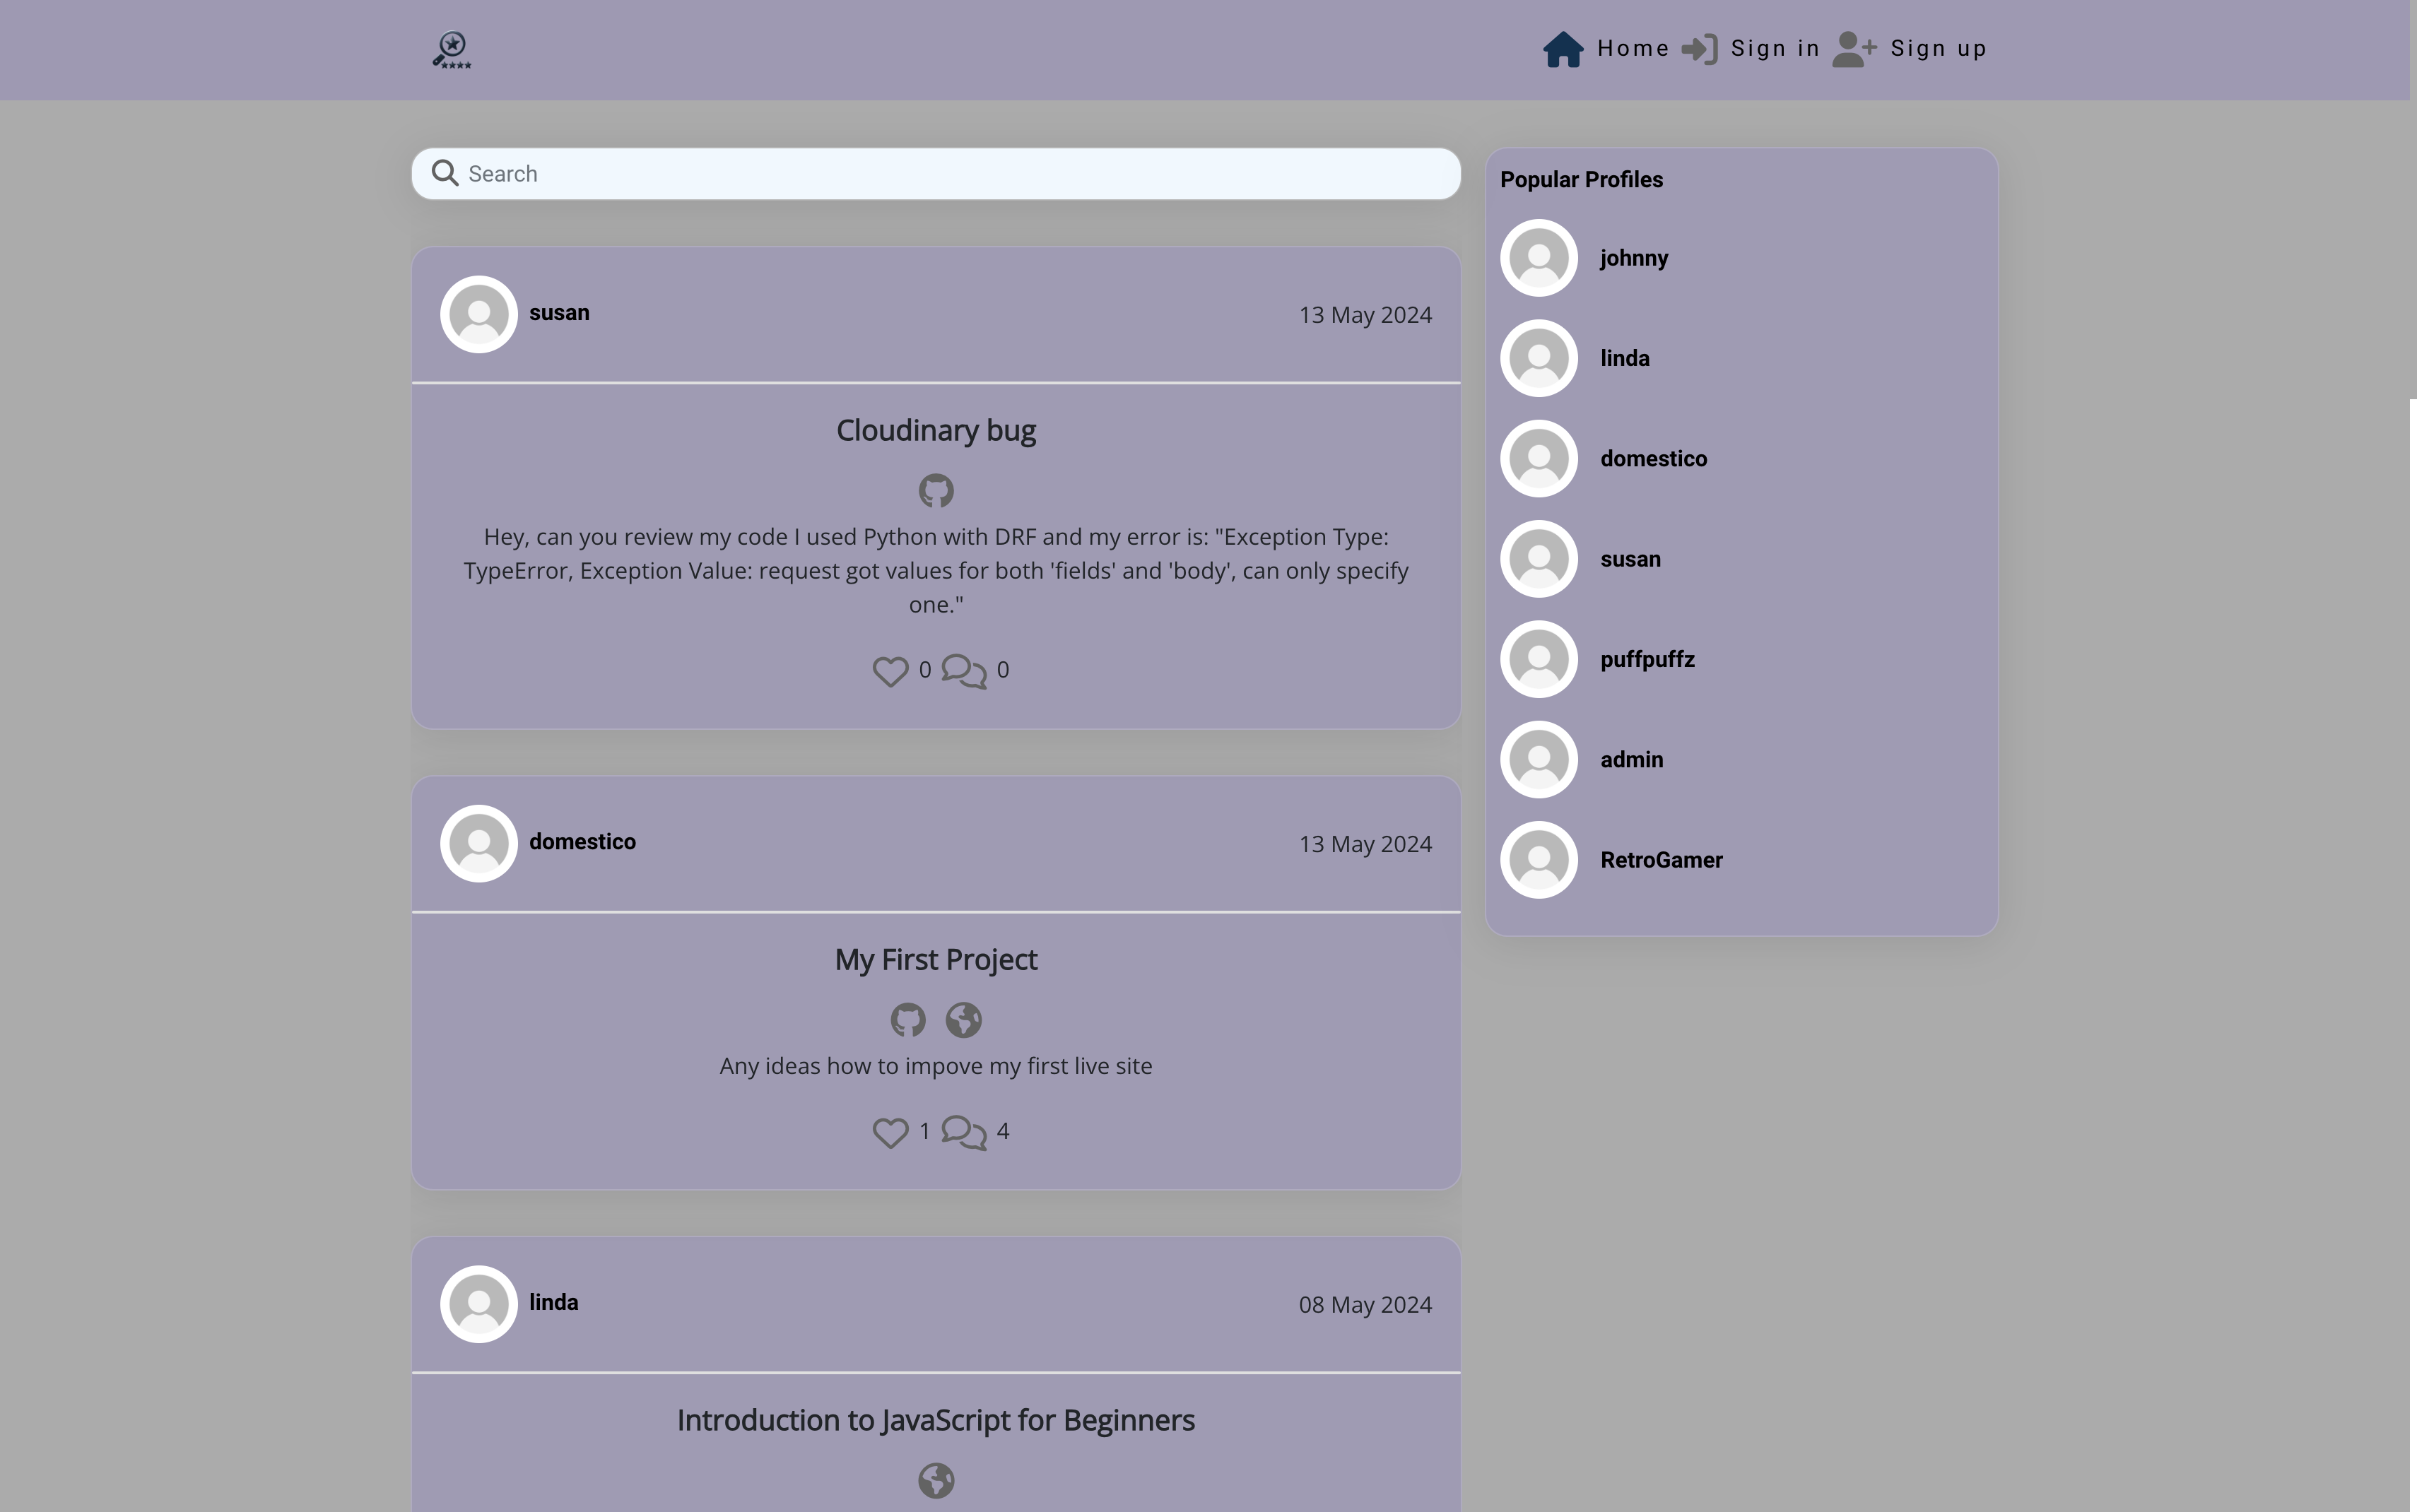 Home Sign in Sign up
Search
susan
13 May 2024
Cloudinary bug
Hey, can you review my code I used Python with DRF and my error is: "Exception Type:
TypeError, Exception Value: request got values for both 'fields' and 'body', can only specify
one."
0 0
domestico
13 May 2024
My First Project
Any ideas how to impove my first live site
1 4
linda
08 May 2024
Introduction to JavaScript for Beginners
Popular Profiles
johnny
linda
domestico
susan
puffpuffz
admin
RetroGamer